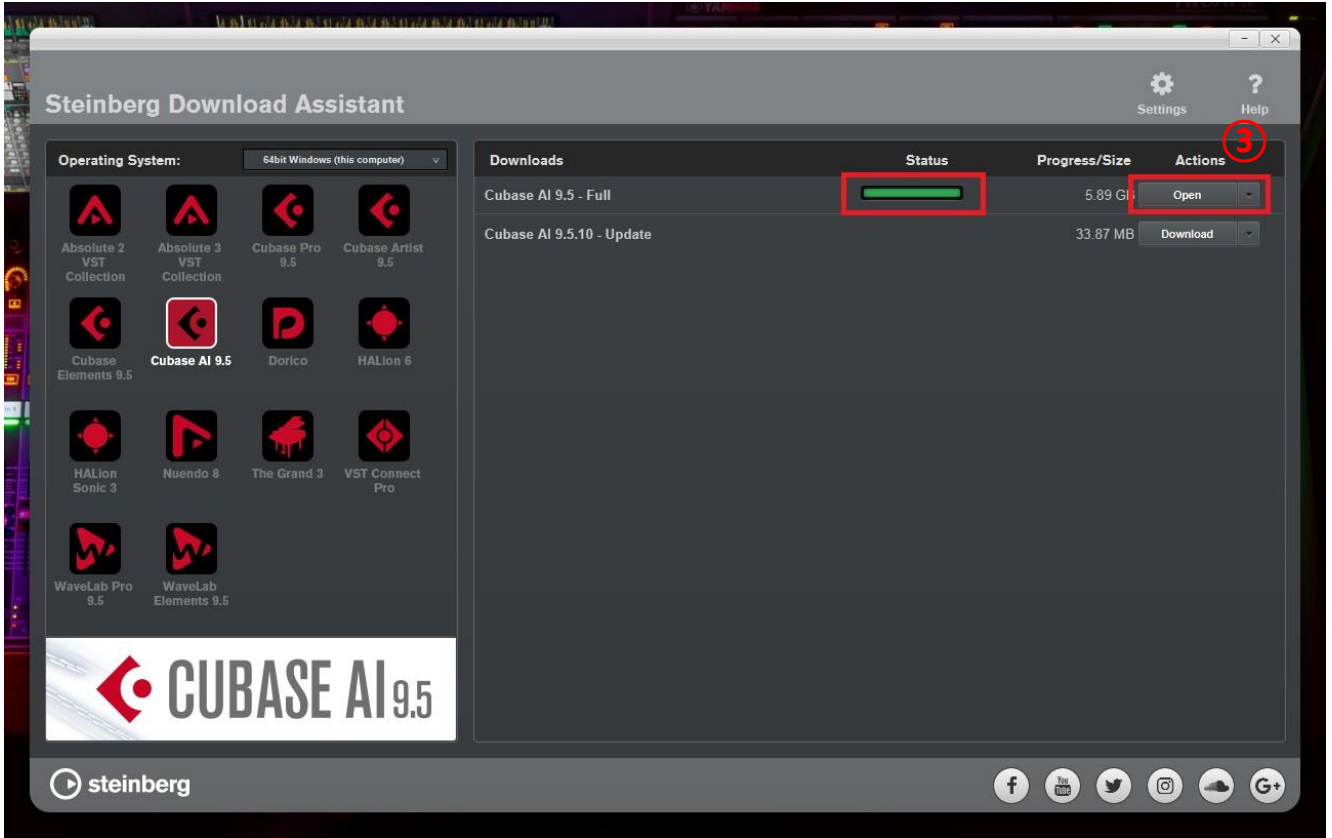 YAMAHA
- X
Steinberg Download Assistant
Settings
? Help
③
Operating System:
64bit Windows (this computer)
Absolute 2
VST
Collection
Absolute 3
VST
Collection
Cubase Pro
9.5
Cubase Artist
9.5
Cubase
Elements 9.5
Cubase AI 9.5
Dorico
HALion 6
HALion
Sonic 3
Nuendo 8
The Grand 3
VST Connect
Pro
WaveLab Pro
9.5
WaveLab
Elements 9.5
CUBASE AI 9.5
Downloads Status Progress/Size Actions
Cubase AI 9.5 - Full 5.89 GB Open
Cubase AI 9.5.10 - Update 33.87 MB Download
steinberg
f You Tube G+